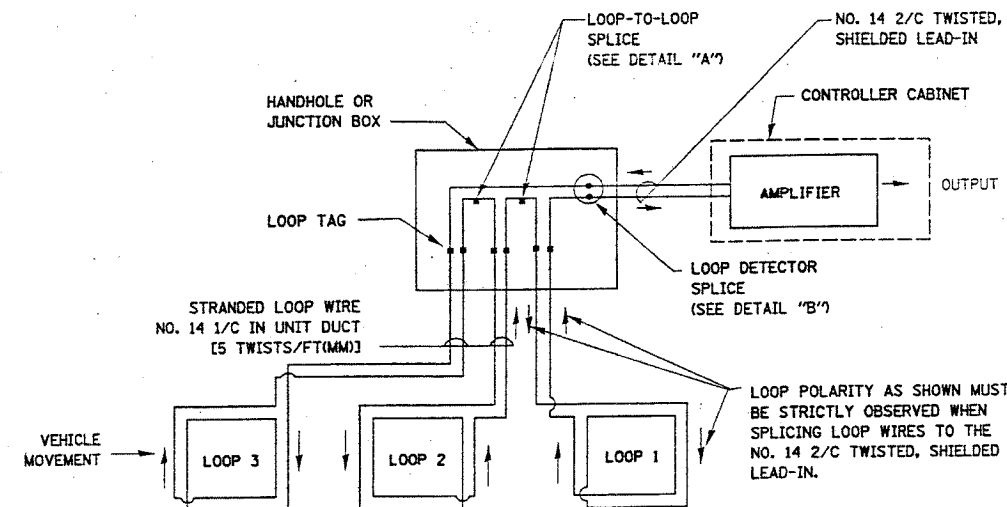 LOOP-TO-LOOP
SPLICE
(SEE DETAIL "A")
NO. 14 2/C TWISTED,
SHIELDED LEAD-IN
HANDHOLE OR
JUNCTION BOX
CONTROLLER CABINET
AMPLIFIER
OUTPUT
LOOP TAG
LOOP DETECTOR
SPLICE
(SEE DETAIL "B")
STRANDED LOOP WIRE
NO. 14 1/C IN UNIT DUCT
[5 TWISTS/FT(MM)]
LOOP POLARITY AS SHOWN MUST
BE STRICTLY OBSERVED WHEN
SPLICING LOOP WIRES TO THE
NO. 14 2/C TWISTED, SHIELDED
LEAD-IN.
VEHICLE
MOVEMENT
LOOP 3
LOOP 2
LOOP 1